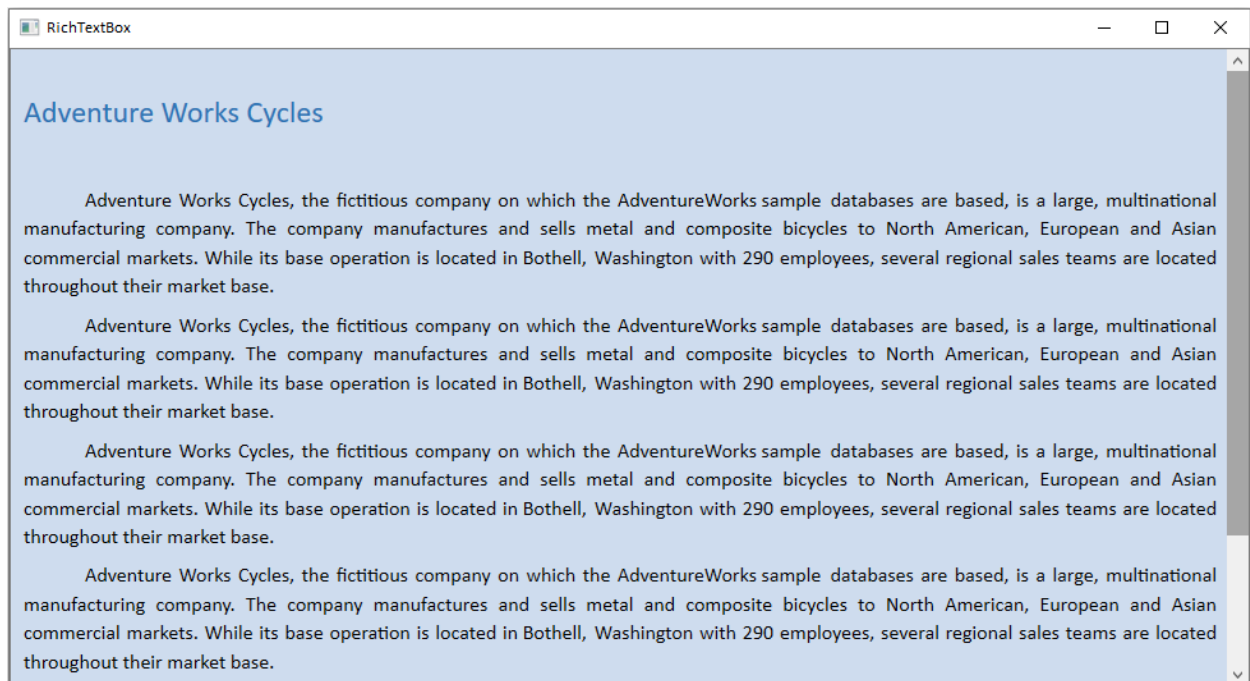 RichTextBox
Adventure Works Cycles
Adventure Works Cycles, the fictitious company on which the AdventureWorks sample databases are based, is a large, multinational
manufacturing company. The company manufactures and sells metal and composite bicycles to North American, European and Asian
commercial markets. While its base operation is located in Bothell, Washington with 290 employees, several regional sales teams are located
throughout their market base.
Adventure Works Cycles, the fictitious company on which the AdventureWorks sample databases are based, is a large, multinational
manufacturing company. The company manufactures and sells metal and composite bicycles to North American, European and Asian
commercial markets. While its base operation is located in Bothell, Washington with 290 employees, several regional sales teams are located
throughout their market base.
Adventure Works Cycles, the fictitious company on which the AdventureWorks sample databases are based, is a large, multinational
manufacturing company. The company manufactures and sells metal and composite bicycles to North American, European and Asian
commercial markets. While its base operation is located in Bothell, Washington with 290 employees, several regional sales teams are located
throughout their market base.
Adventure Works Cycles, the fictitious company on which the AdventureWorks sample databases are based, is a large, multinational
manufacturing company. The company manufactures and sells metal and composite bicycles to North American, European and Asian
commercial markets. While its base operation is located in Bothell, Washington with 290 employees, several regional sales teams are located
throughout their market base.